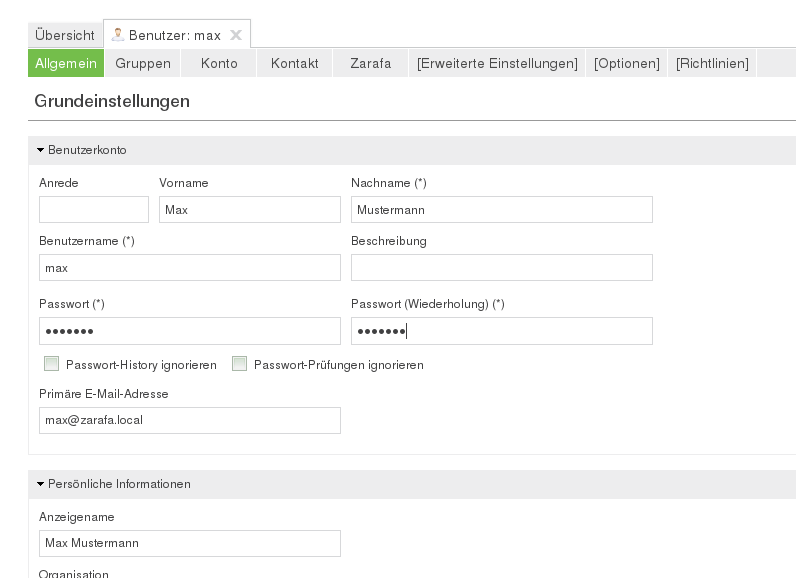 Übersicht Benutzer: max
Allgemein Gruppen Konto Kontakt Zarafa [Erweiterte Einstellungen] [Optionen] [Richtlinien]
Grundeinstellungen
Benutzerkonto
Anrede Vorname Nachname (*)
Max Mustermann
Benutzername (*) Beschreibung
max
Passwort (*) Passwort (Wiederholung) (*)
••••••• •••••••
Passwort-History ignorieren Passwort-Prüfungen ignorieren
Primäre E-Mail-Adresse
max@zarafa.local
Persönliche Informationen
Anzeigename
Max Mustermann
Organisation